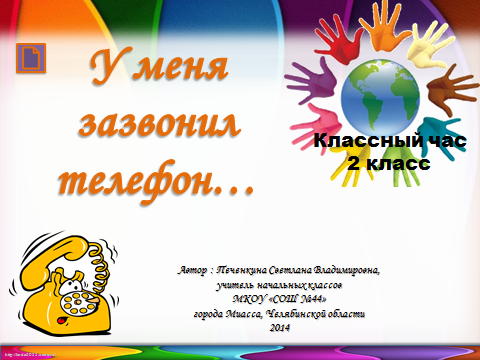 У меня
зазвонил
телефон…
Классный час
2 класс
Автор : Печенкина Светлана Владимировна,
учитель начальных классов
МКОУ «СОШ №44»
города Миасса, Челябинской области
2014